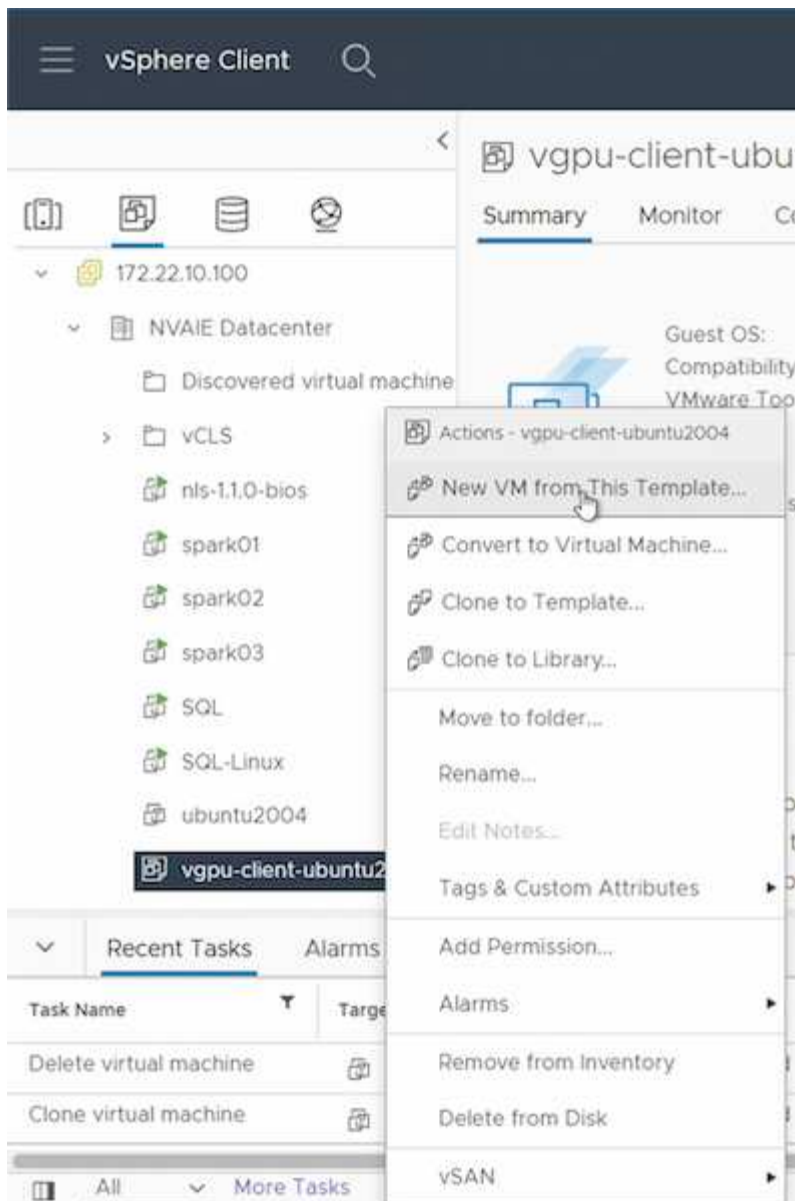 vSphere Client
vgpu-client-ubu
Summary Monitor
172.22.10.100
NVAIE Datacenter
Guest OS:
Compatibility
Discovered virtual machine
VMware Too
vCLS
Actions - vgpu-client-ubuntu2004
nls-1.1.0-bios
New VM from This Template...
spark01
Convert to Virtual Machine...
spark02
Clone to Template...
spark03
Clone to Library...
SQL
Move to folder...
SQL-Linux
Rename...
ubuntu2004
Edit Notes...
vgpu-client-ubuntu2
Tags & Custom Attributes
Recent Tasks Alarms
Add Permission...
Task Name Targe
Alarms
Delete virtual machine
Remove from Inventory
Clone virtual machine
Delete from Disk
All More Tasks
vSAN